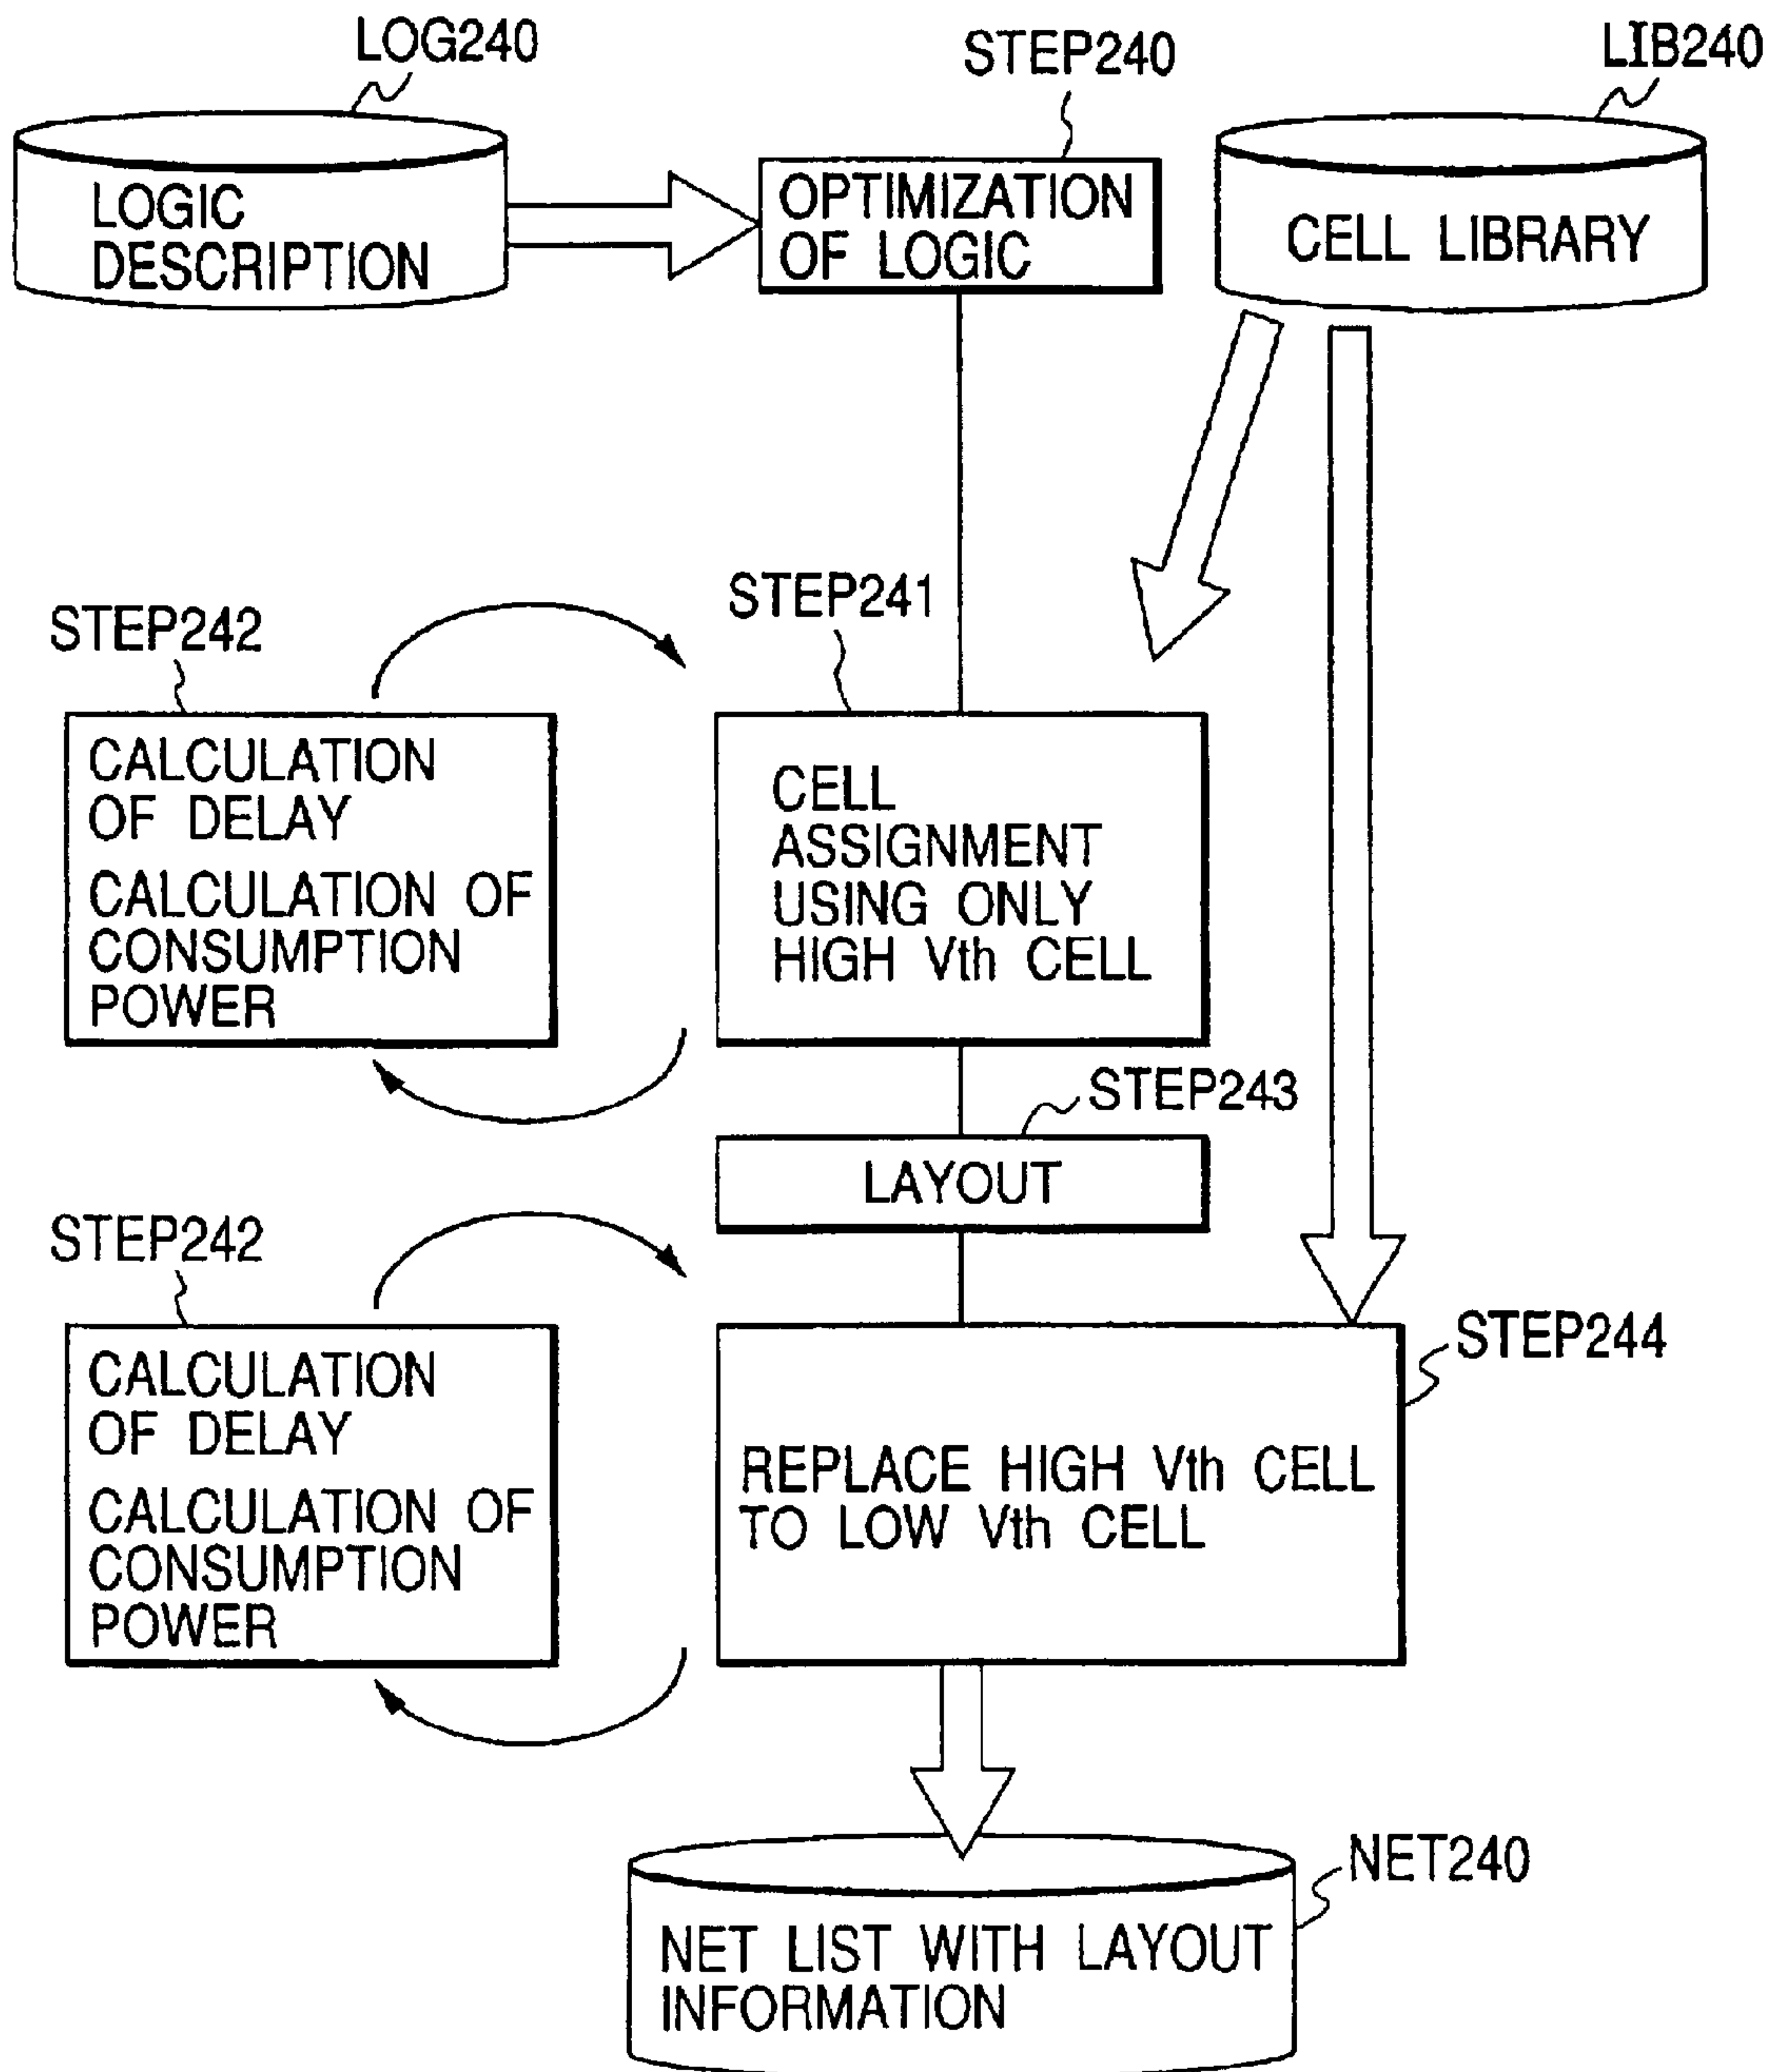 LOG240
STEP240
LIB240
LOGIC
DESCRIPTION
OPTIMIZATION
OF LOGIC
CELL LIBRARY
STEP242
STEP241
CALCULATION
OF DELAY
CALCULATION OF
CONSUMPTION
POWER
CELL
ASSIGNMENT
USING ONLY
HIGH Vth CELL
STEP243
LAYOUT
STEP242
STEP244
CALCULATION
OF DELAY
CALCULATION OF
CONSUMPTION
POWER
REPLACE HIGH Vth CELL
TO LOW Vth CELL
NET240
NET LIST WITH LAYOUT
INFORMATION